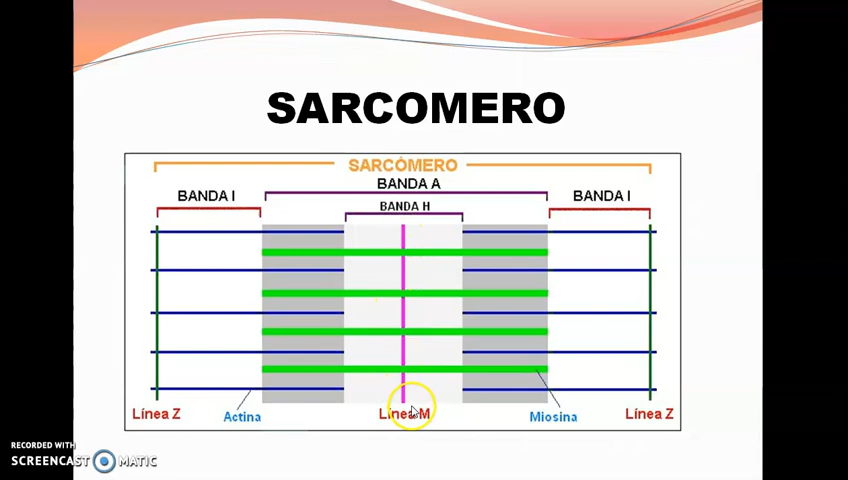 SARCOMERO
SARCÓMERO
BANDA I
BANDA A
BANDA I
BANDA H
Línea Z
Actina
Línea M
Miosina
Línea Z
RECORDED WITH
SCREENCAST MATIC